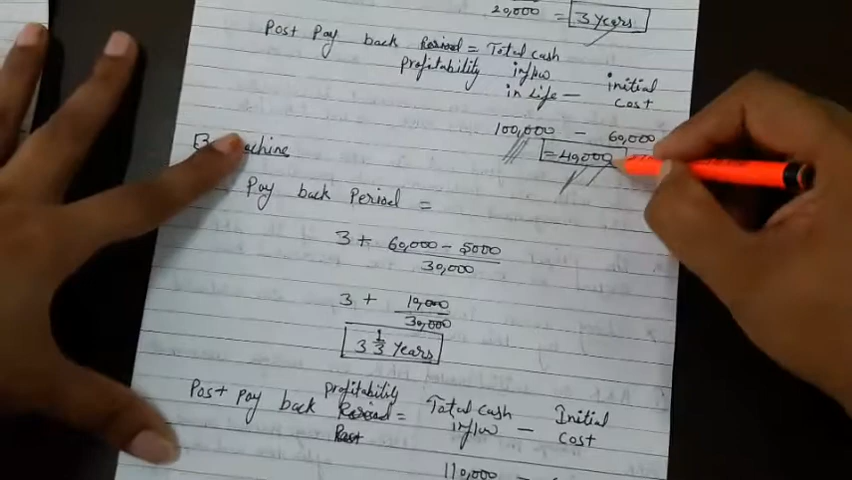 20,000 = 3 years
Post Pay back Period = Total cash
profitability inflow Initial
in life - cost
100,000 - 60,000
= 40,000
Machine
Pay back Period =
3 + 60,000 - 5000
30,000
3 + 10,000
30,000
3 1/3 Years
Post Pay back profitability
Period = Total cash inflow - Initial cost
Post
110,000 -